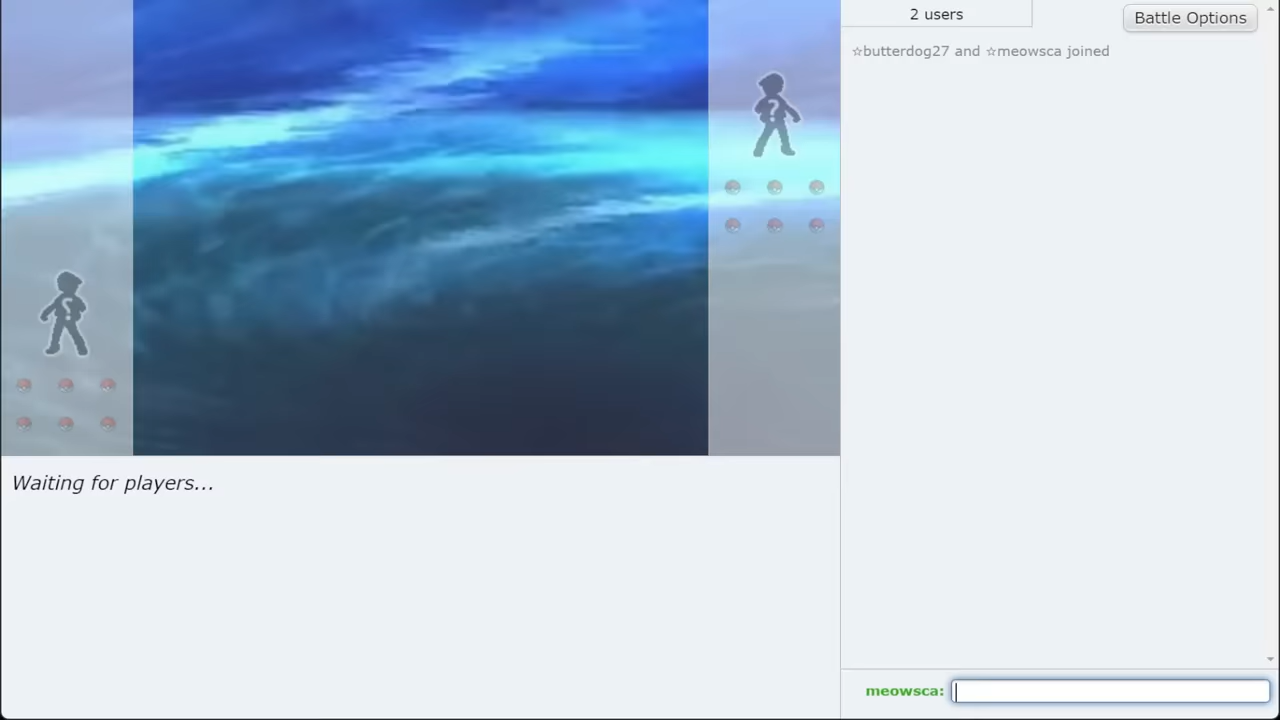 2 users
Battle Options
☆butterdog27 and ☆meowsca joined
Waiting for players...
meowsca: